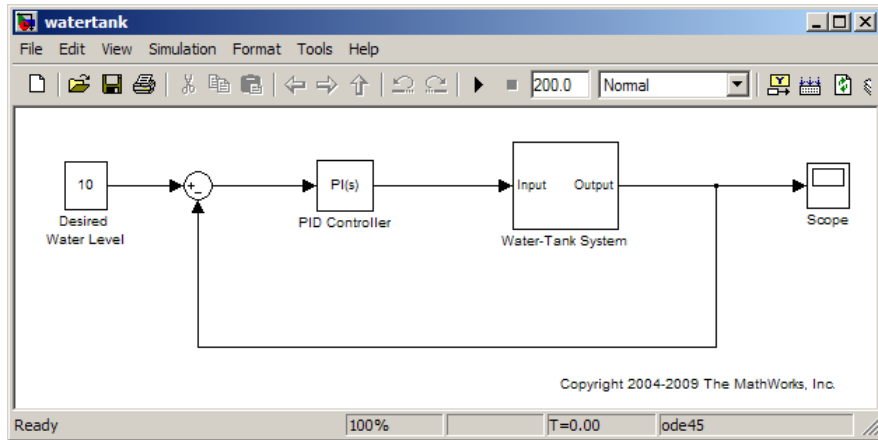 watertank
File Edit View Simulation Format Tools Help
200.0 Normal
10
+
-
PI(s)
Input Output
Desired
Water Level
PID Controller
Water-Tank System
Scope
Copyright 2004-2009 The MathWorks, Inc.
Ready 100% T=0.00 ode45